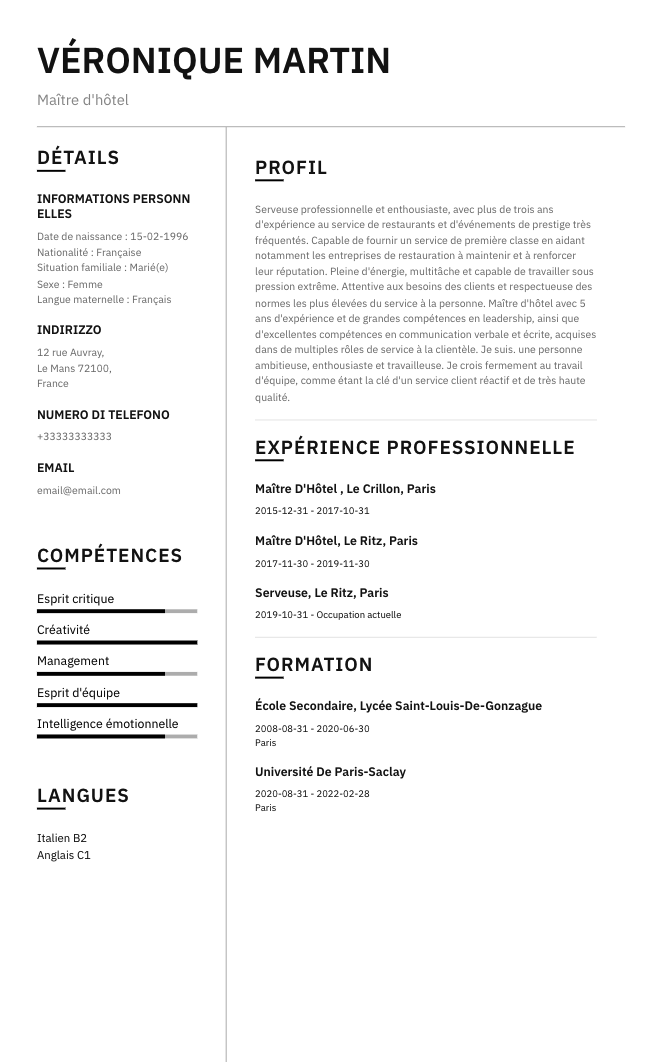 VÉRONIQUE MARTIN
Maître d'hôtel
DÉTAILS
INFORMATIONS PERSONN
ELLES
Date de naissance : 15-02-1996
Nationalité : Française
Situation familiale : Marié(e)
Sexe : Femme
Langue maternelle : Français
INDIRIZZO
12 rue Auvray,
Le Mans 72100,
France
NUMERO DI TELEFONO
+33333333333
EMAIL
email@email.com
COMPÉTENCES
Esprit critique
Créativité
Management
Esprit d'équipe
Intelligence émotionnelle
LANGUES
Italien B2
Anglais C1
PROFIL
Serveuse professionnelle et enthousiaste, avec plus de trois ans
d'expérience au service de restaurants et d'événements de prestige très
fréquentés. Capable de fournir un service de première classe en aidant
notamment les entreprises de restauration à maintenir et à renforcer
leur réputation. Pleine d'énergie, multitâche et capable de travailler sous
pression extrême. Attentive aux besoins des clients et respectueuse des
normes les plus élevées du service à la personne. Maître d'hôtel avec 5
ans d'expérience et de grandes compétences en leadership, ainsi que
d'excellentes compétences en communication verbale et écrite, acquises
dans de multiples rôles de service à la clientèle. Je suis. une personne
ambitieuse, enthousiaste et travailleuse. Je crois fermement au travail
d'équipe, comme étant la clé d'un service client réactif et de très haute
qualité.
EXPÉRIENCE PROFESSIONNELLE
Maître D'Hôtel , Le Crillon, Paris
2015-12-31 - 2017-10-31
Maître D'Hôtel, Le Ritz, Paris
2017-11-30 - 2019-11-30
Serveuse, Le Ritz, Paris
2019-10-31 - Occupation actuelle
FORMATION
École Secondaire, Lycée Saint-Louis-De-Gonzague
2008-08-31 - 2020-06-30
Paris
Université De Paris-Saclay
2020-08-31 - 2022-02-28
Paris